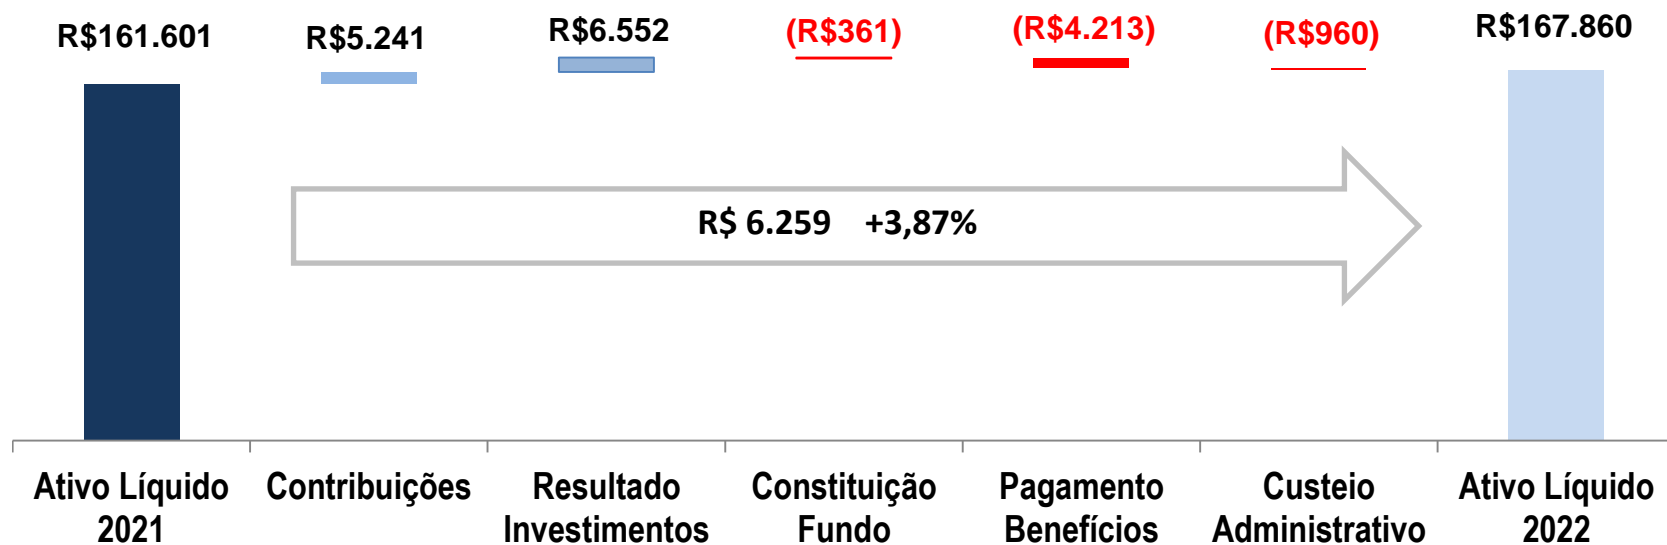 R$161.601
R$5.241
R$6.552
(R$361)
(R$4.213)
(R$960)
R$167.860
R$ 6.259 +3,87%
Ativo Líquido
2021
Contribuições
Resultado
Investimentos
Constituição
Fundo
Pagamento
Benefícios
Custeio
Administrativo
Ativo Líquido
2022